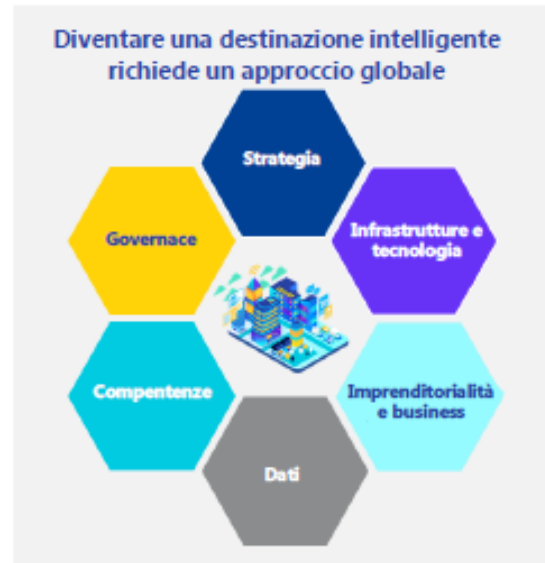 Diventare una destinazione intelligente
richiede un approccio globale
Strategia
Infrastrutture e
tecnologia
Governace
Compentenze
Imprenditorialità
e business
Dati